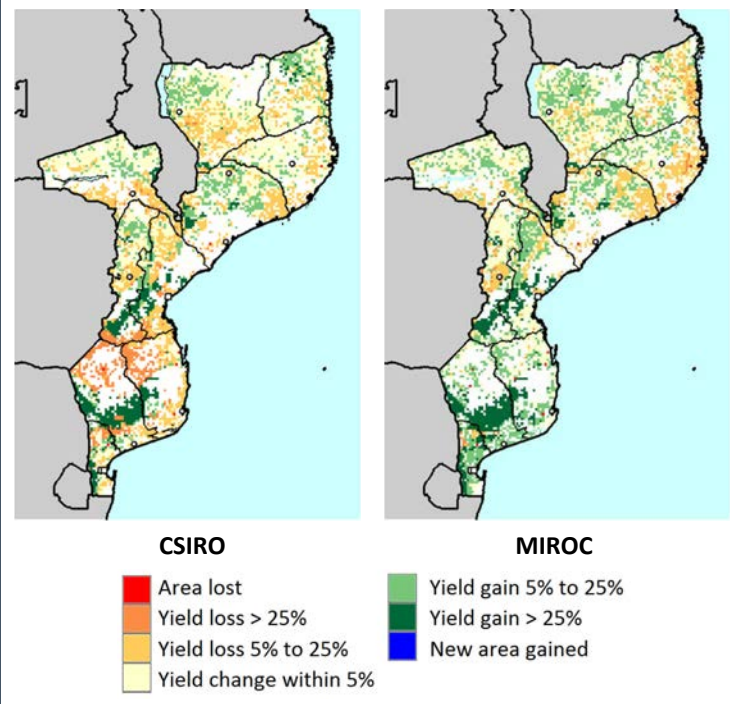 CSIRO
MIROC
Area lost
Yield loss > 25%
Yield loss 5% to 25%
Yield change within 5%
Yield gain 5% to 25%
Yield gain > 25%
New area gained